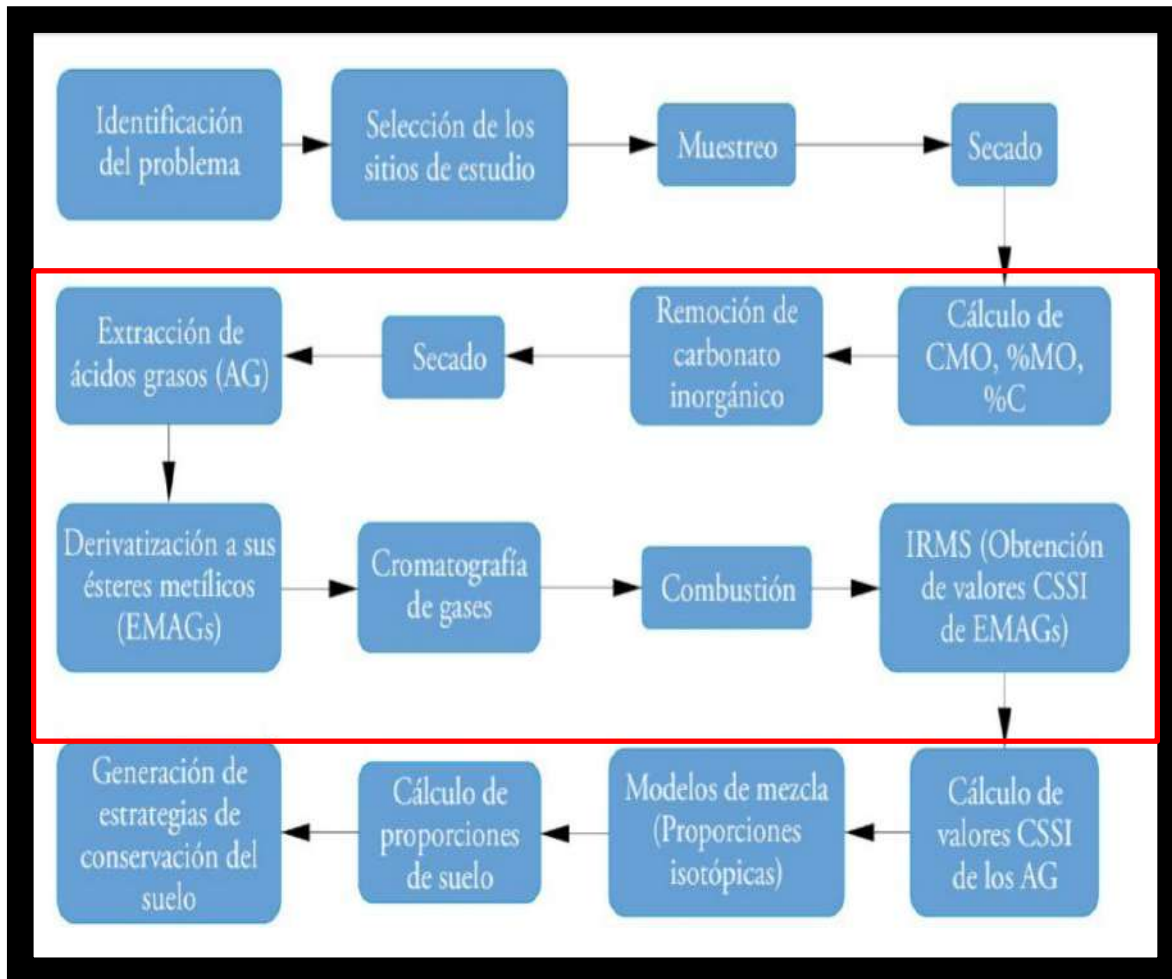 Identificación
del problema
Selección de los
sitios de estudio
Muestreo
Secado
Cálculo de
CMO, %MO,
%C
Remoción de
carbonato
inorgánico
Secado
Extracción de
ácidos grasos (AG)
Derivatización a sus
ésteres metílicos
(EMAGs)
Cromatografía
de gases
Combustión
IRMS (Obtención
de valores CSSI
de EMAGs)
Cálculo de
valores CSSI
de los AG
Modelos de mezcla
(Proporciones
isotópicas)
Cálculo de
proporciones
de suelo
Generación de
estrategias de
conservación del
suelo